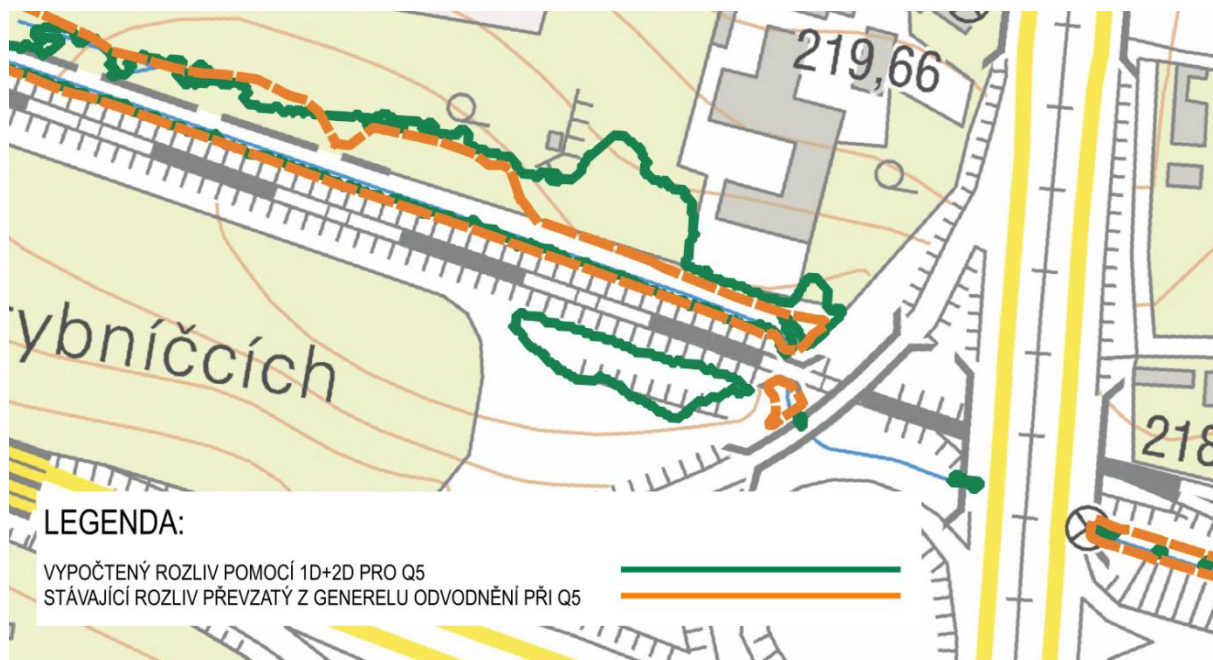 219,66
ybníčcích
218
LEGENDA:
VYPOČTENÝ ROZLIV POMOCÍ 1D+2D PRO Q5
STÁVAJÍCÍ ROZLIV PŘEVZATÝ Z GENERELU ODVODNĚNÍ PŘI Q5